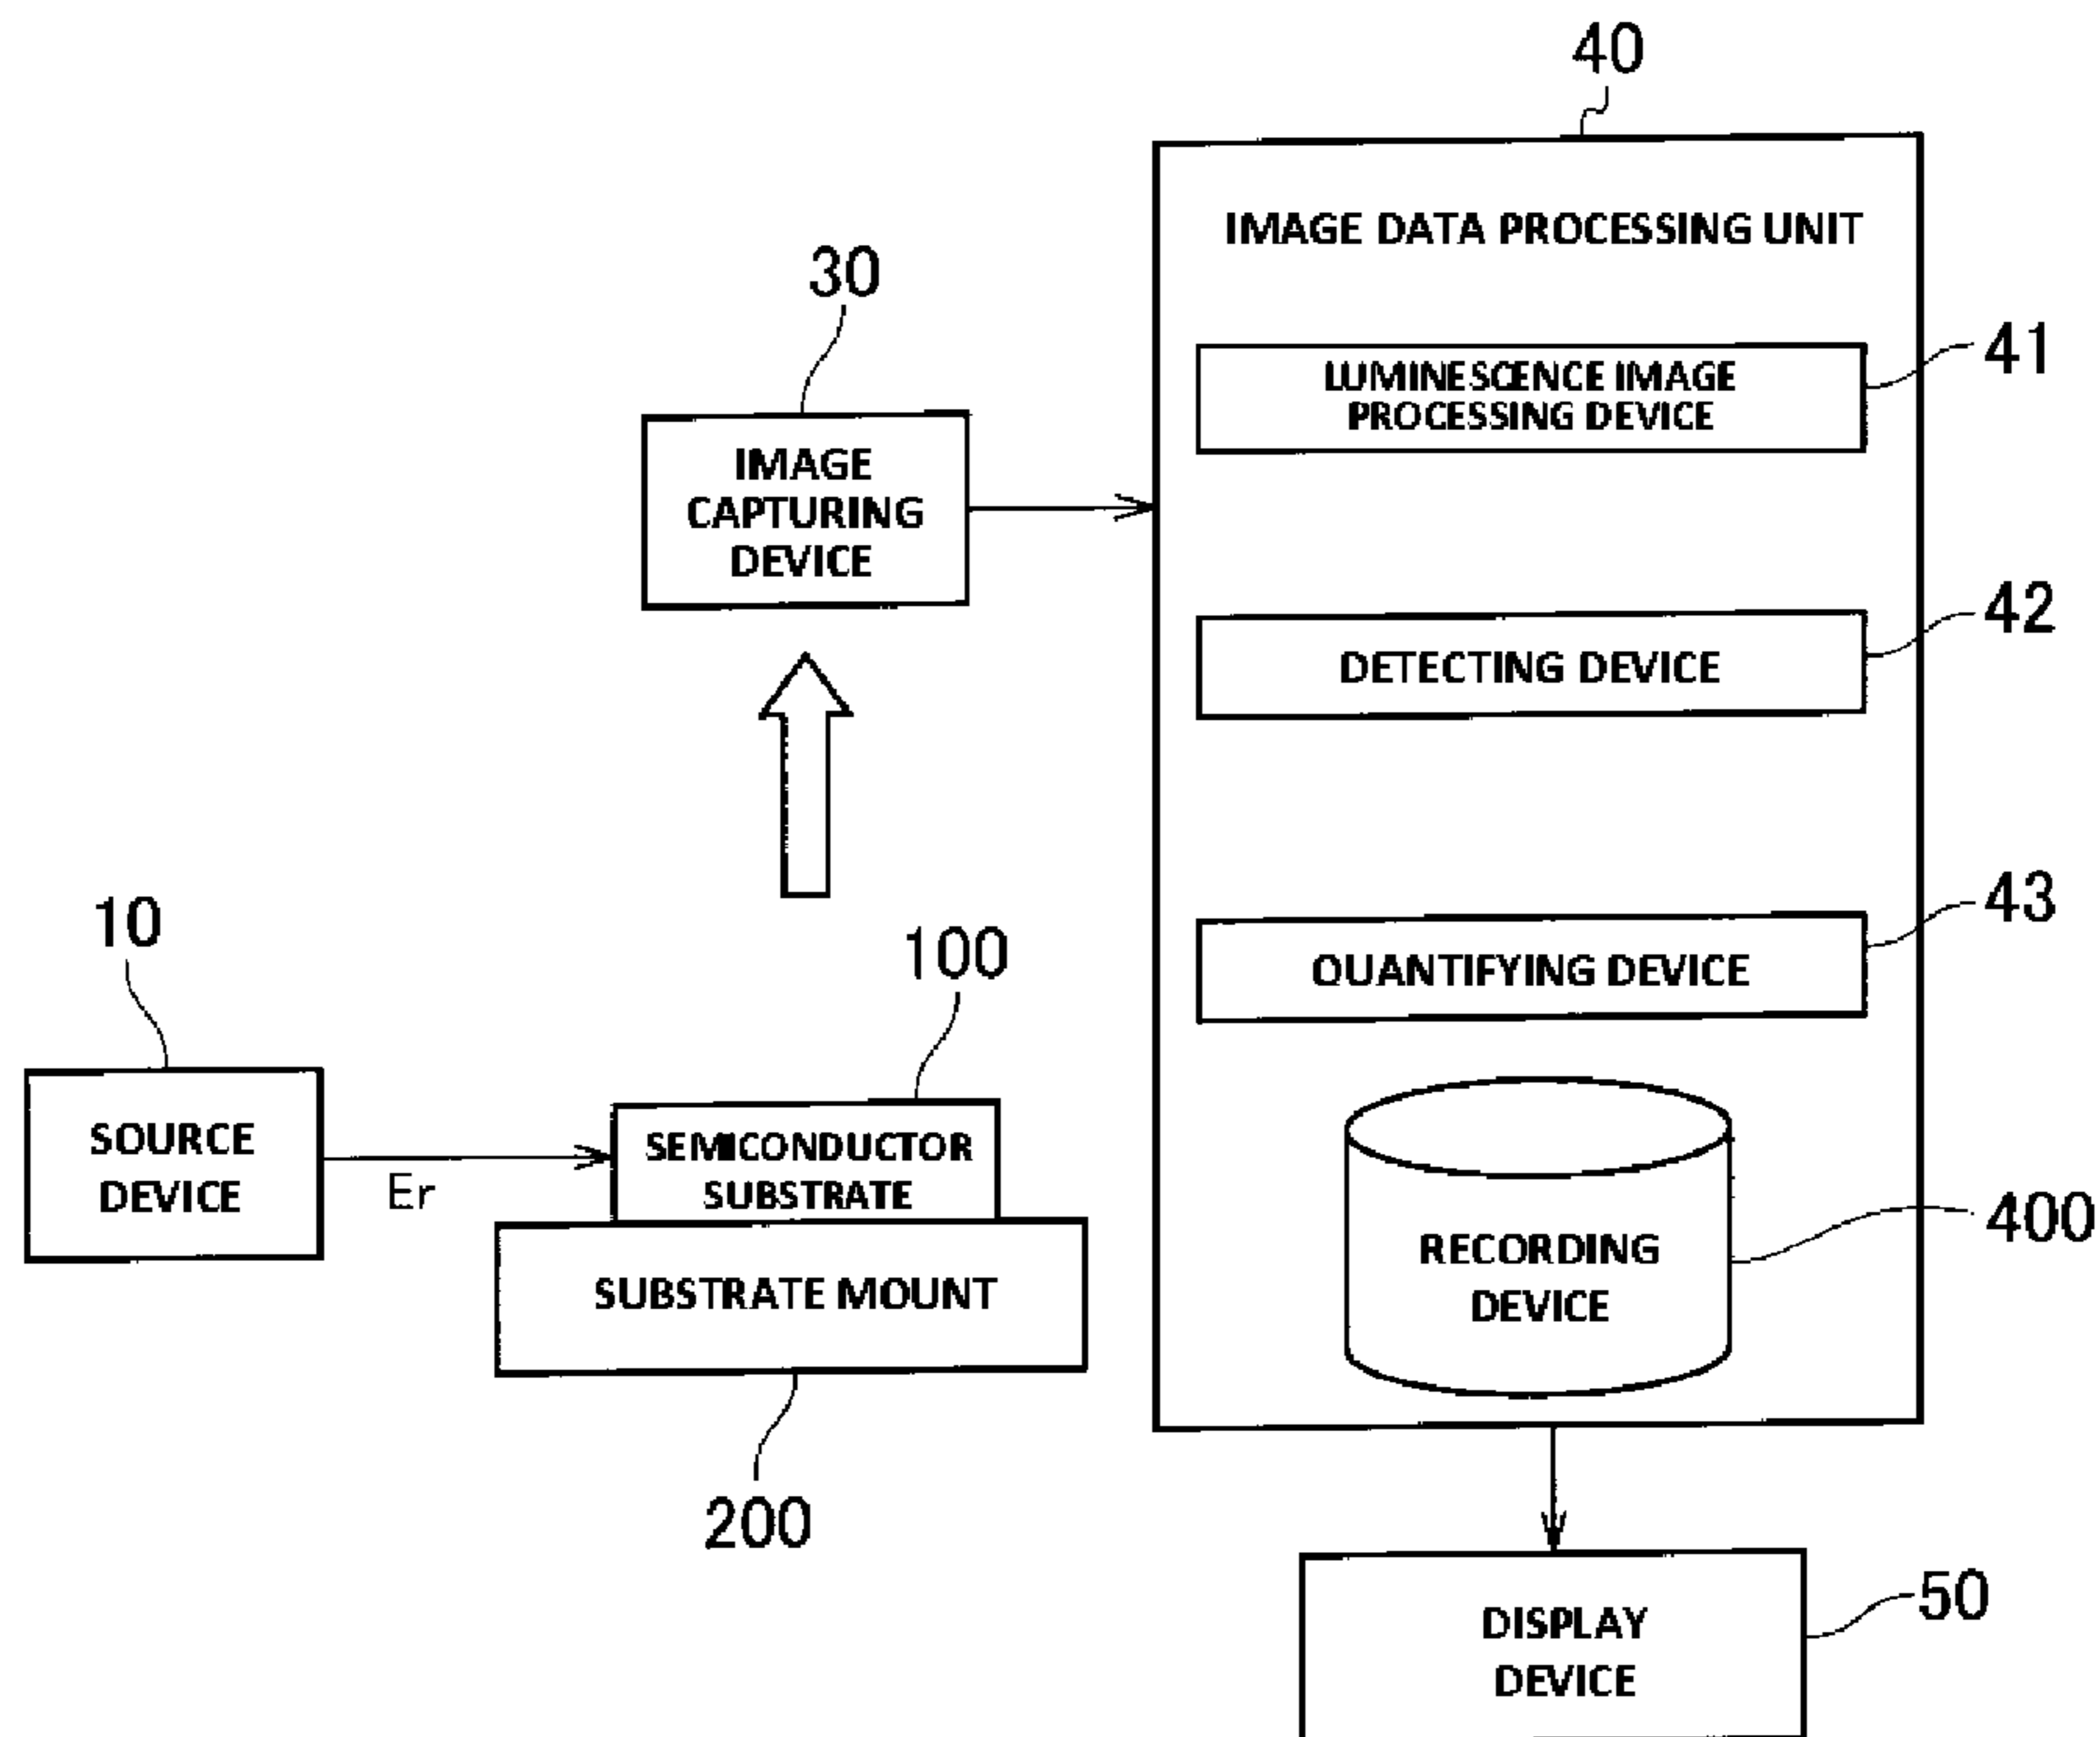 40
IMAGE DATA PROCESSING UNIT
30
41
LUMINESCENCE IMAGE
PROCESSING DEVICE
IMAGE
CAPTURING
DEVICE
42
DETECTING DEVICE
43
QUANTIFYING DEVICE
10
100
SOURCE
DEVICE
Er
SEMICONDUCTOR
SUBSTRATE
SUBSTRATE MOUNT
200
400
RECORDING
DEVICE
50
DISPLAY
DEVICE